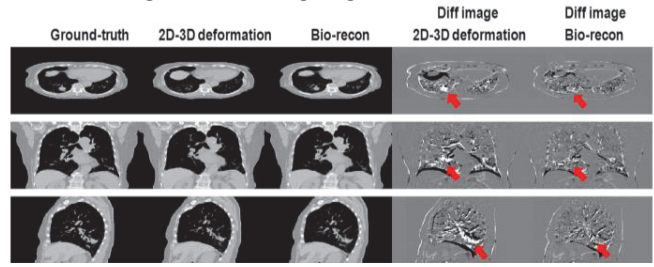 Diff image Diff image
Ground-truth 2D-3D deformation Bio-recon 2D-3D deformation Bio-recon